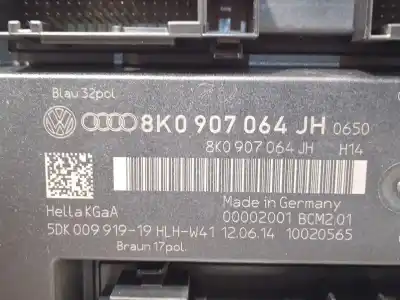 Blau 32pol.
8K0 907 064 JH 0650
8K0 907 064 JH H14
Made in Germany
Hella KGaA 00002001 BCM2.01
5DK 009 919-19 HLH-W41 12.06.14 10020565
Braun 17pol.